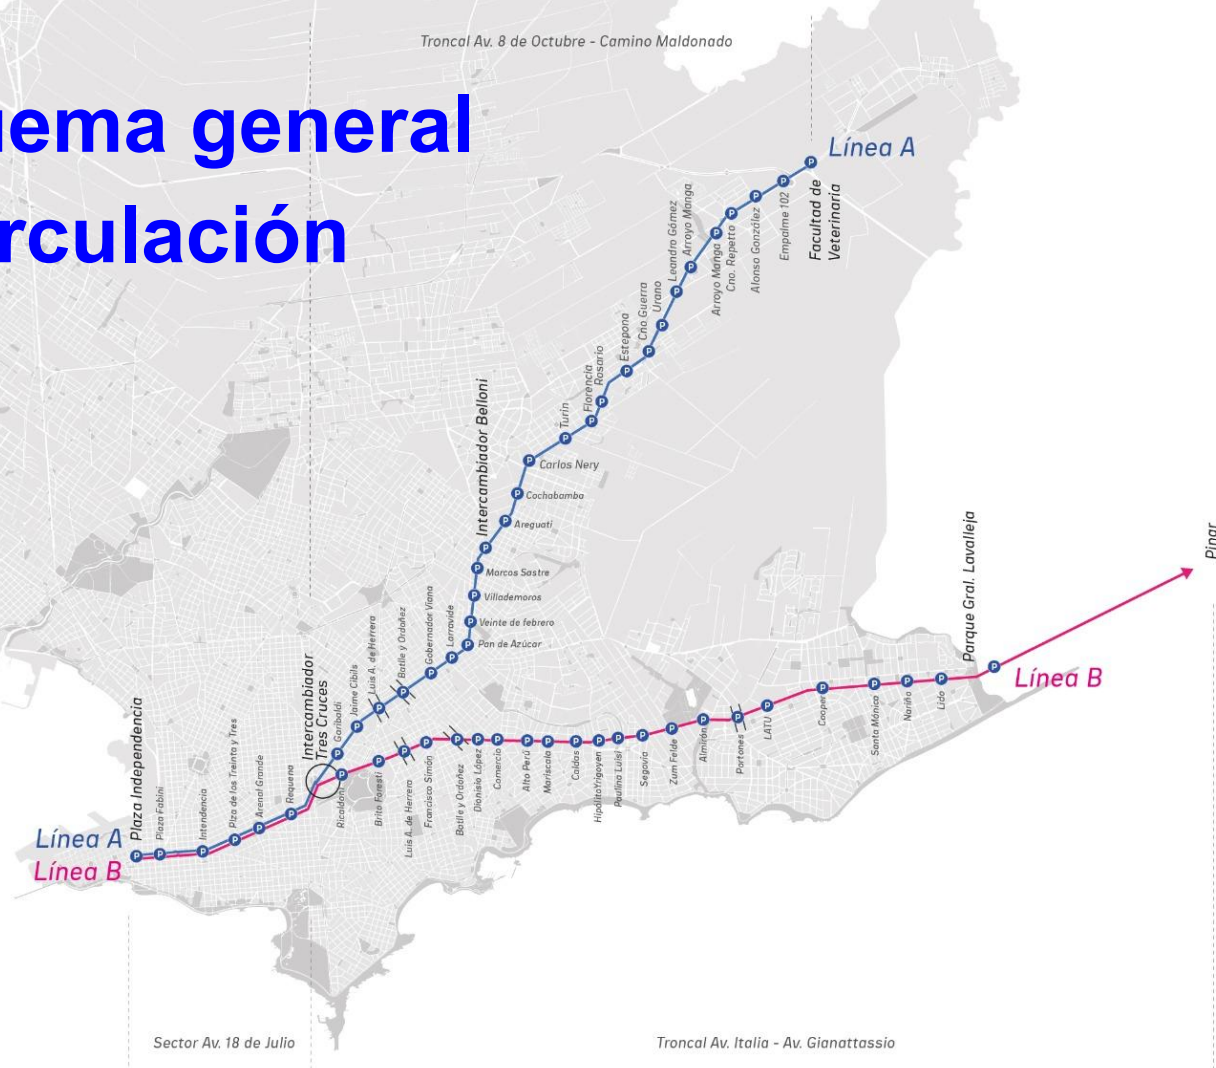 Troncal Av. 8 de Octubre - Camino Maldonado
uema general
rculación
Línea A
Facultad de
Veterinaria
Empalme 102
Alonso González
Cno. Repetto
Arroyo Manga
Arroyo Manga
Leandro Gómez
Urano
Cno Guerra
Estepona
Rosario
Florencia
Turín
Carlos Nery
Cochabamba
Areguatí
Intercambiador Belloni
Marcos Sastre
Villademoros
Veinte de febrero
Pan de Azúcar
Larravide
Gobernador Viana
Batlle y Ordoñez
Luis A. de Herrera
Jaime Cibils
Garibaldi
Intercambiador
Tres Cruces
Requena
Arenal Grande
Plza de los Treinta y Tres
Intendencia
Plaza Fabini
Plaza Independencia
Línea A
Línea B
Ricaldoni
Brito Foresti
Luis A. de Herrera
Francisco Simón
Batlle y Ordoñez
Dionisio López
Comercio
Alto Perú
Mariscala
Caldas
HipólitoYrigoyen
Paulina Luisi
Segovia
Zum Felde
Almirón
Portones
LATU
Cooper
Santa Mónica
Nariño
Lido
Parque Gral. Lavalleja
Línea B
Pinar
Sector Av. 18 de Julio
Troncal Av. Italia - Av. Gianattassio